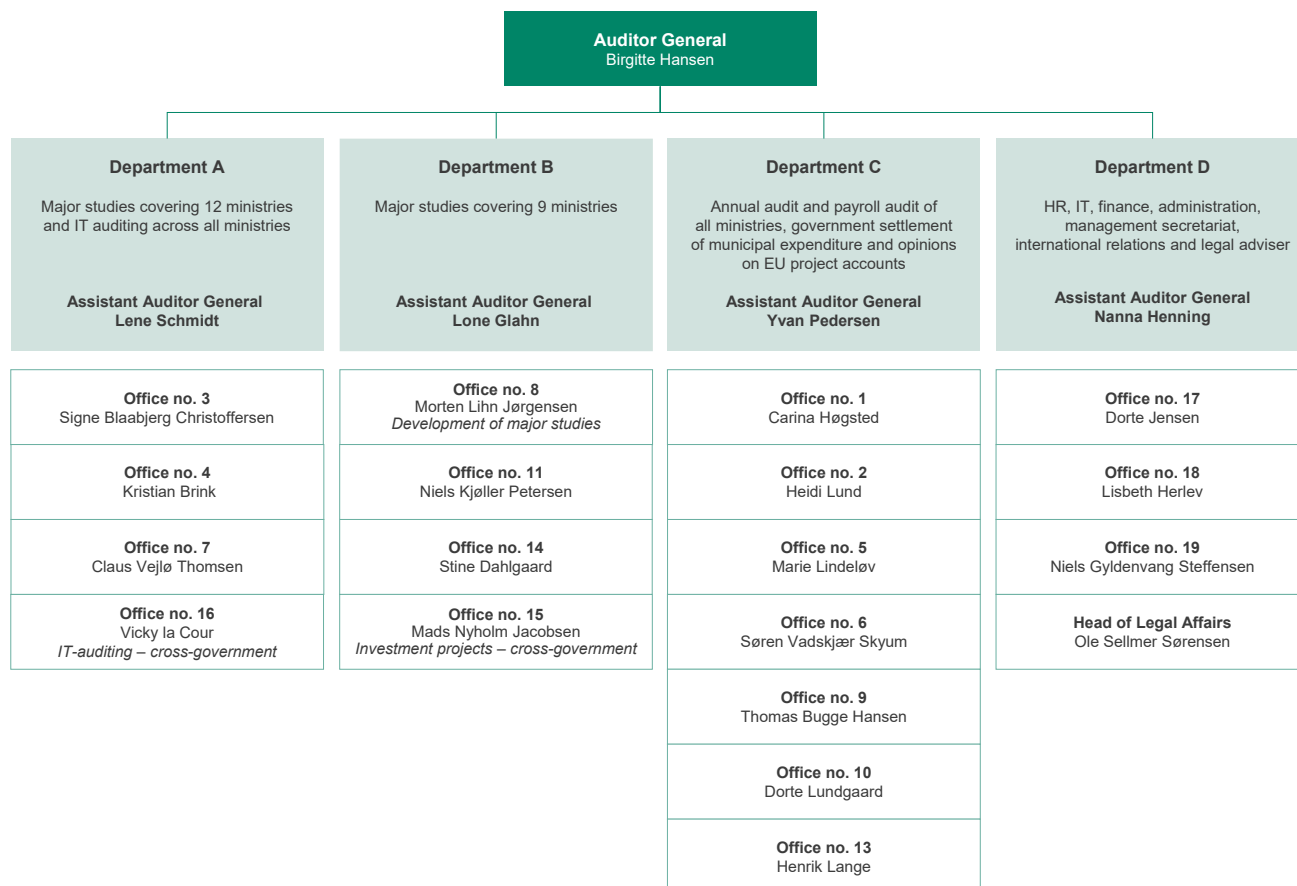 Auditor General
Birgitte Hansen
Department A
Major studies covering 12 ministries
and IT auditing across all ministries
Assistant Auditor General
Lene Schmidt
Office no. 3
Signe Blaabjerg Christoffersen
Office no. 4
Kristian Brink
Office no. 7
Claus Vejlø Thomsen
Office no. 16
Vicky la Cour
IT-auditing – cross-government
Department B
Major studies covering 9 ministries
Assistant Auditor General
Lone Glahn
Office no. 8
Morten Lihn Jørgensen
Development of major studies
Office no. 11
Niels Kjøller Petersen
Office no. 14
Stine Dahlgaard
Office no. 15
Mads Nyholm Jacobsen
Investment projects – cross-government
Department C
Annual audit and payroll audit of
all ministries, government settlement
of municipal expenditure and opinions
on EU project accounts
Assistant Auditor General
Yvan Pedersen
Office no. 1
Carina Høgsted
Office no. 2
Heidi Lund
Office no. 5
Marie Lindeløv
Office no. 6
Søren Vadskjær Skyum
Office no. 9
Thomas Bugge Hansen
Office no. 10
Dorte Lundgaard
Office no. 13
Henrik Lange
Department D
HR, IT, finance, administration,
management secretariat,
international relations and legal adviser
Assistant Auditor General
Nanna Henning
Office no. 17
Dorte Jensen
Office no. 18
Lisbeth Herlev
Office no. 19
Niels Gyldenvang Steffensen
Head of Legal Affairs
Ole Sellmer Sørensen